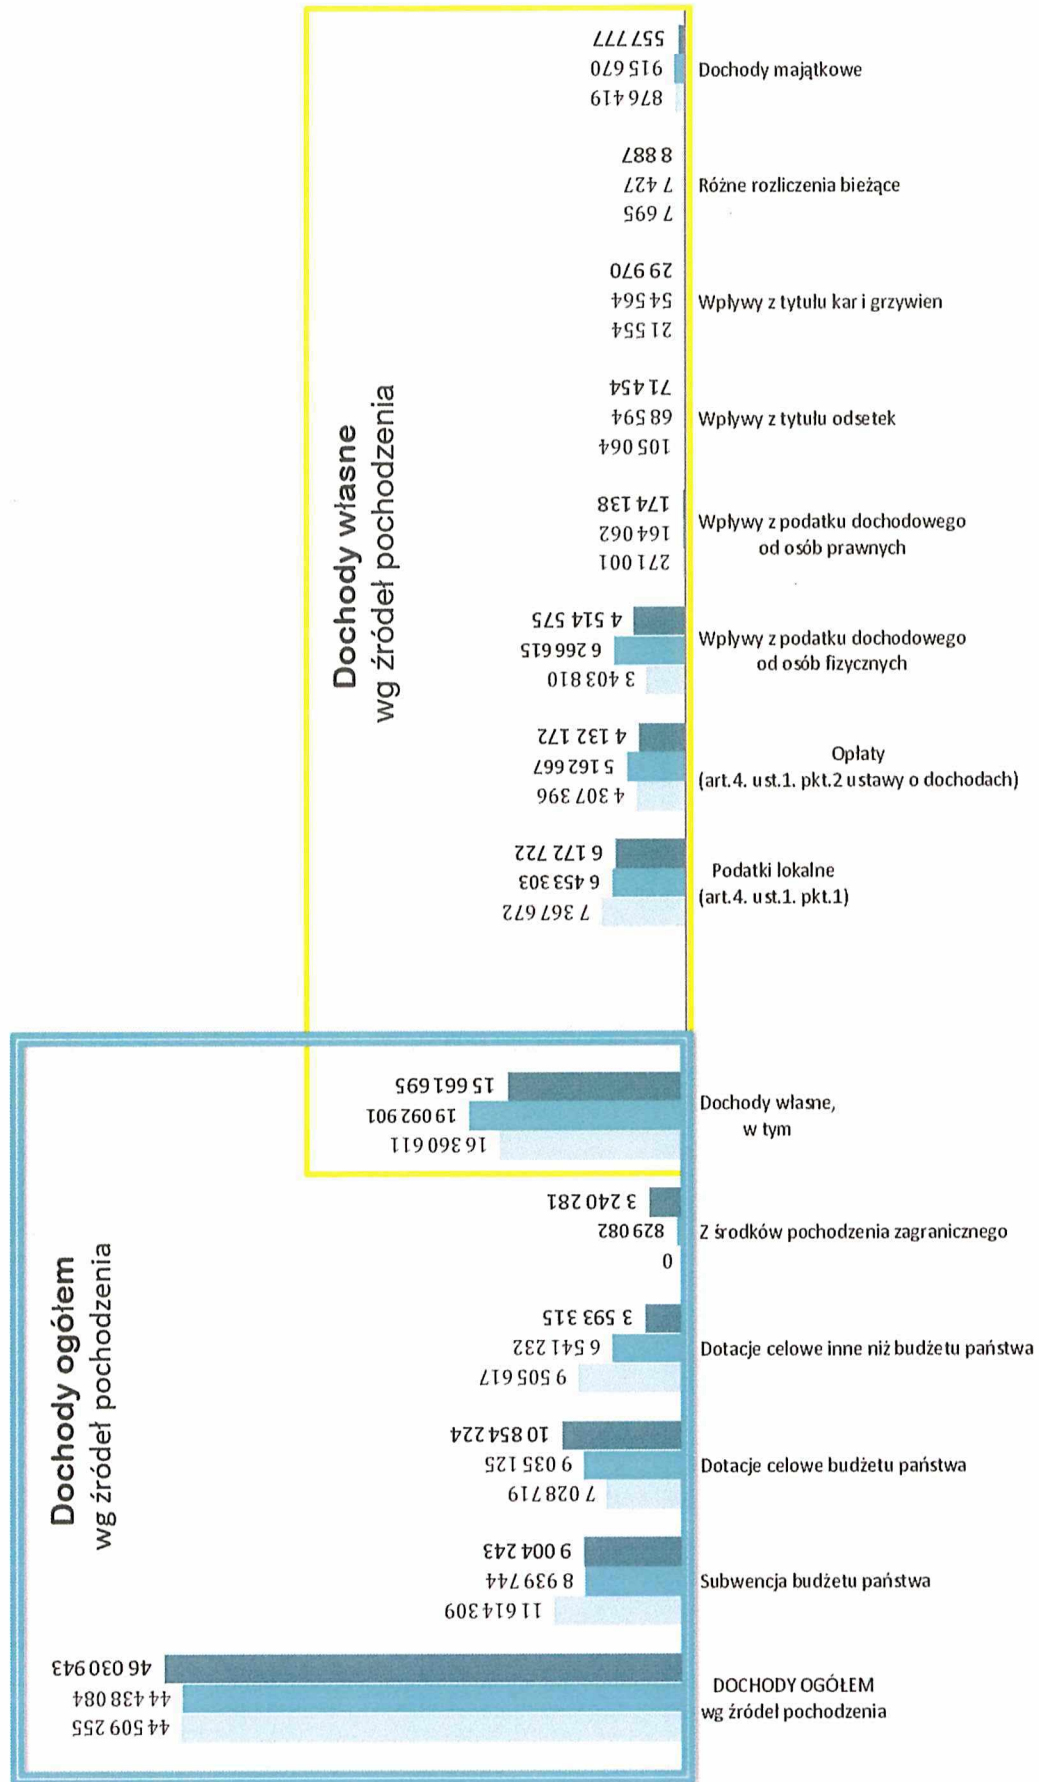 Dochody własne
wg źródeł pochodzenia
557 777
915 670
876 419
Dochody majątkowe
8 887
7 427
7 695
Różne rozliczenia bieżące
29 970
54 564
21 554
Wpływy z tytułu kar i grzywien
71 454
68 594
105 064
Wpływy z tytułu odsetek
174 138
164 062
271 001
Wpływy z podatku dochodowego
od osób prawnych
4 514 575
6 266 615
3 403 810
Wpływy z podatku dochodowego
od osób fizycznych
4 132 172
5 162 667
4 307 396
Opłaty
(art.4. ust.1. pkt.2 ustawy o dochodach)
6 172 722
6 453 303
7 367 672
Podatki lokalne
(art.4. ust.1. pkt.1)
Dochody ogółem
wg źródeł pochodzenia
15 661 695
19 092 901
16 360 611
Dochody własne,
w tym
3 240 281
829 082
0
Z środków pochodzenia zagranicznego
3 593 315
6 541 232
9 505 617
Dotacje celowe inne niż budżetu państwa
10 854 224
9 035 125
7 028 719
Dotacje celowe budżetu państwa
9 004 243
8 939 744
11 614 309
Subwencja budżetu państwa
46 030 943
44 438 084
44 509 255
DOCHODY OGÓŁEM
wg źródeł pochodzenia